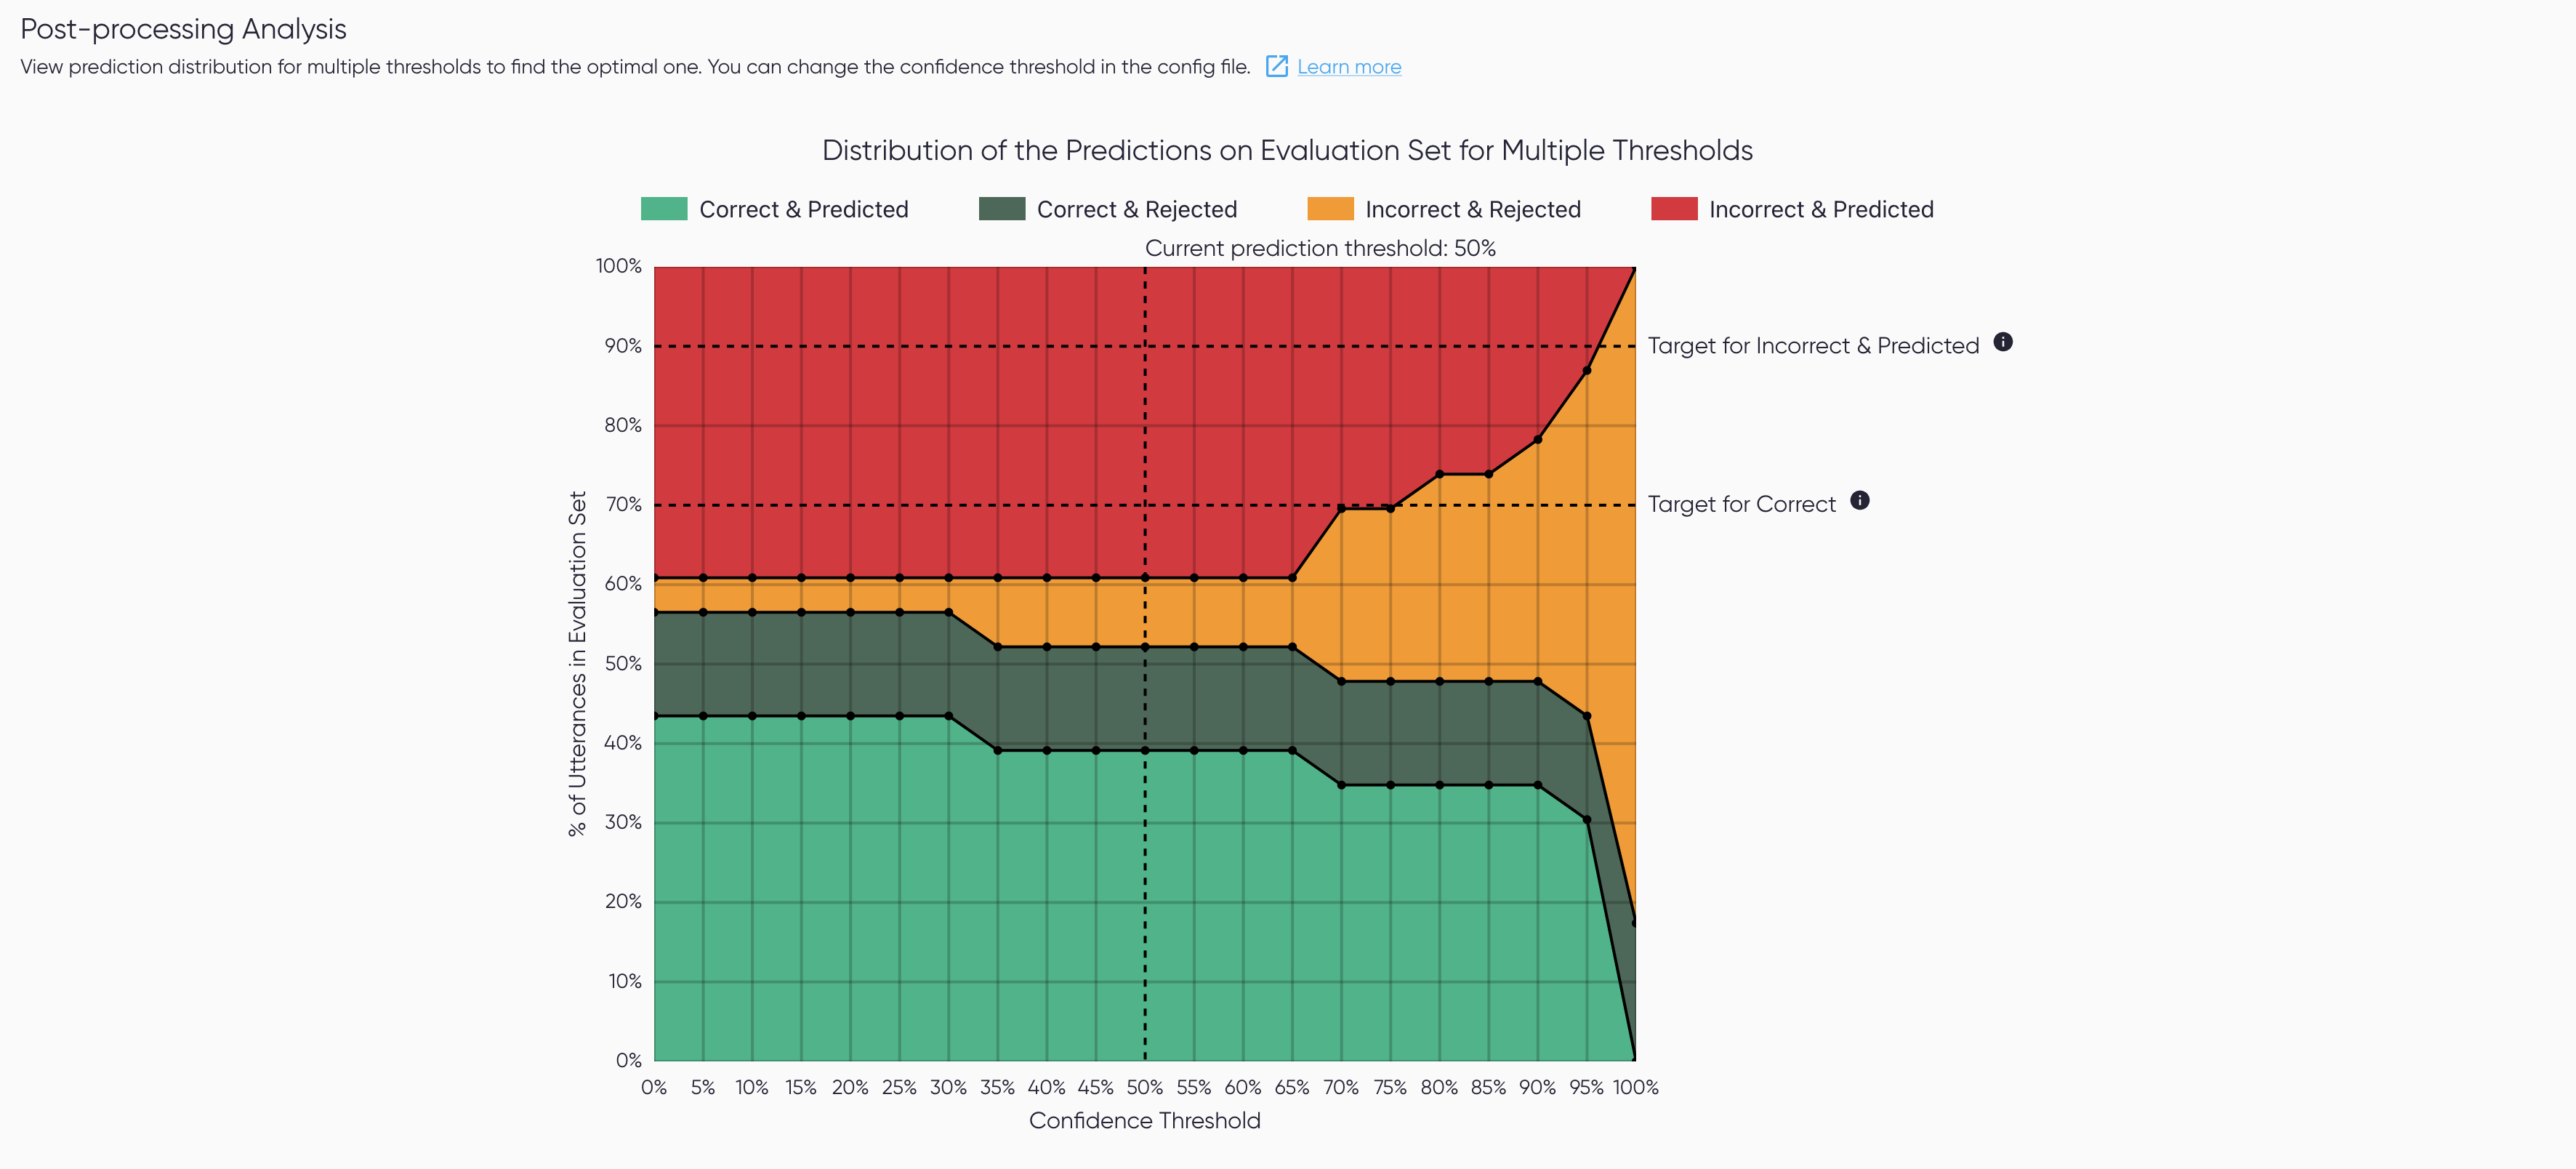 Post-processing Analysis
View prediction distribution for multiple thresholds to find the optimal one. You can change the confidence threshold in the config file. Learn more
Distribution of the Predictions on Evaluation Set for Multiple Thresholds
Correct & Predicted Correct & Rejected Incorrect & Rejected Incorrect & Predicted
Current prediction threshold: 50%
100%
90%
80%
70%
60%
50%
40%
30%
20%
10%
0%
% of Utterances in Evaluation Set
Target for Incorrect & Predicted
Target for Correct
0% 5% 10% 15% 20% 25% 30% 35% 40% 45% 50% 55% 60% 65% 70% 75% 80% 85% 90% 95% 100%
Confidence Threshold